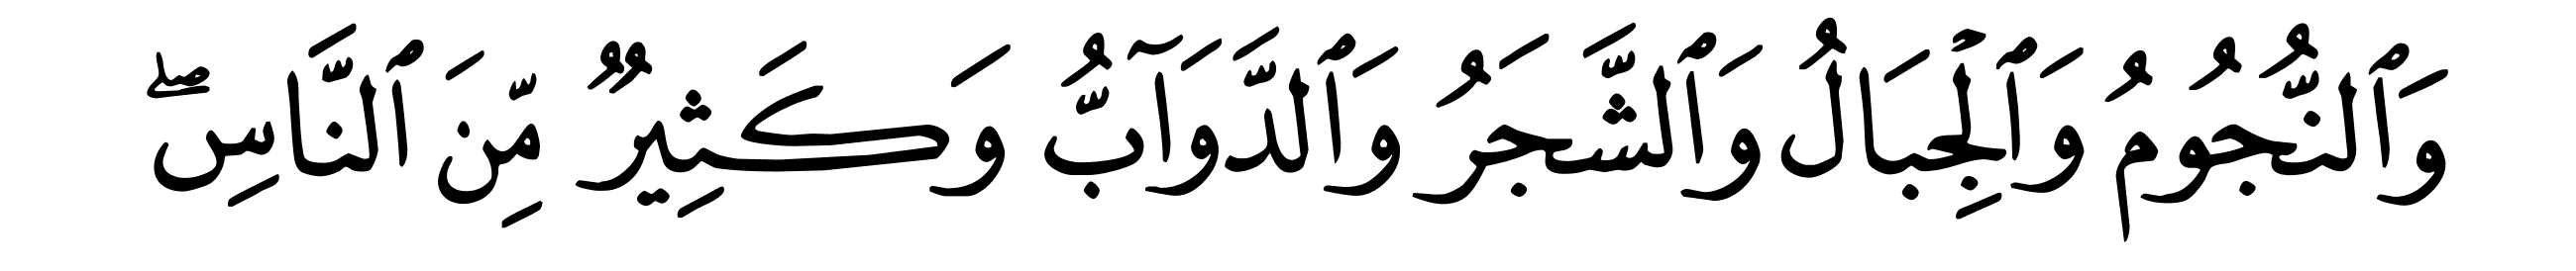 وَٱلنُّجُومُ وَٱلْجِبَالُ وَٱلشَّجَرُ وَٱلدَّوَآبُّ وَكَثِيرٌۭ مِّنَ ٱلنَّاسِ ۖ